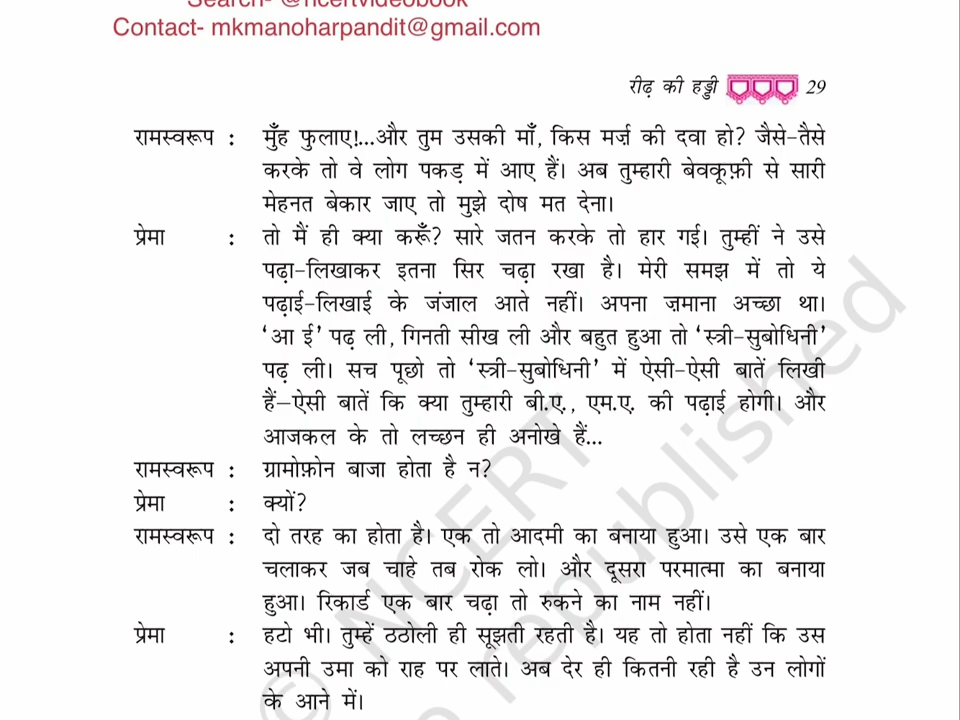 Search- @ncertvideobook
Contact- mkmanoharpandit@gmail.com
रीढ़ की हड्डी 29
रामस्वरूप : मुँह फुलाए!...और तुम उसकी माँ, किस मर्ज़ की दवा हो? जैसे-तैसे
करके तो वे लोग पकड़ में आए हैं। अब तुम्हारी बेवकूफ़ी से सारी
मेहनत बेकार जाए तो मुझे दोष मत देना।
प्रेमा : तो मैं ही क्या करूँ? सारे जतन करके तो हार गई। तुम्हीं ने उसे
पढ़ा-लिखाकर इतना सिर चढ़ा रखा है। मेरी समझ में तो ये
पढ़ाई-लिखाई के जंजाल आते नहीं। अपना ज़माना अच्छा था।
‘आ ई’ पढ़ ली, गिनती सीख ली और बहुत हुआ तो ‘स्त्री-सुबोधिनी’
पढ़ ली। सच पूछो तो ‘स्त्री-सुबोधिनी’ में ऐसी-ऐसी बातें लिखी
हैं—ऐसी बातें कि क्या तुम्हारी बी.ए., एम.ए. की पढ़ाई होगी। और
आजकल के तो लच्छन ही अनोखे हैं...
रामस्वरूप : ग्रामोफ़ोन बाजा होता है न?
प्रेमा : क्यों?
रामस्वरूप : दो तरह का होता है। एक तो आदमी का बनाया हुआ। उसे एक बार
चलाकर जब चाहे तब रोक लो। और दूसरा परमात्मा का बनाया
हुआ। रिकार्ड एक बार चढ़ा तो रुकने का नाम नहीं।
प्रेमा : हटो भी। तुम्हें ठठोली ही सूझती रहती है। यह तो होता नहीं कि उस
अपनी उमा को राह पर लाते। अब देर ही कितनी रही है उन लोगों
के आने में।
© NCERT
e republished